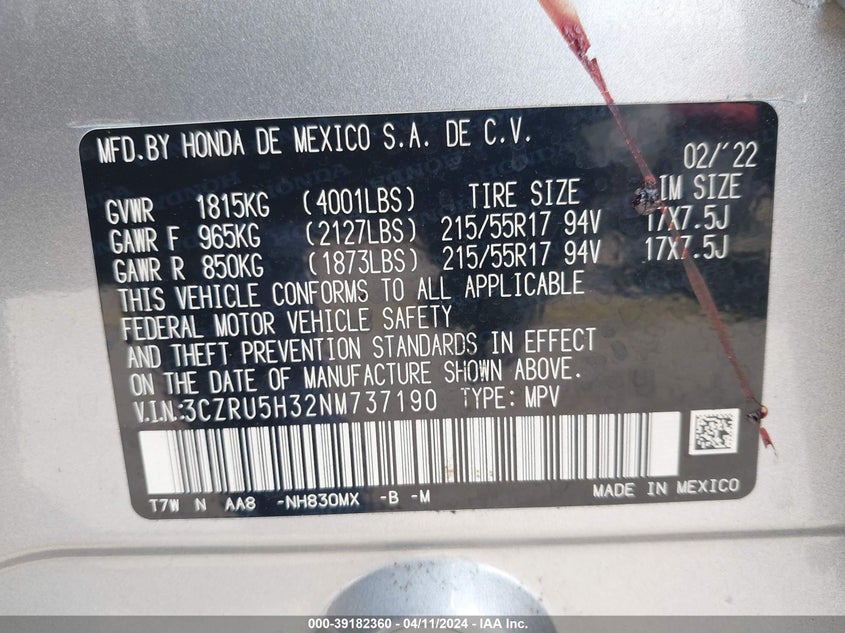 MFD.BY HONDA DE MEXICO S.A. DE C.V.
02/'22
GVWR 1815KG (4001LBS) TIRE SIZE IM SIZE
GAWR F 965KG (2127LBS) 215/55R17 94V 17X7.5J
GAWR R 850KG (1873LBS) 215/55R17 94V 17X7.5J
THIS VEHICLE CONFORMS TO ALL APPLICABLE
FEDERAL MOTOR VEHICLE SAFETY
AND THEFT PREVENTION STANDARDS IN EFFECT
ON THE DATE OF MANUFACTURE SHOWN ABOVE.
V.I.N.:3CZRU5H32NM737190 TYPE: MPV
T7W N AA8 -NH830MX -B -M
MADE IN MEXICO
000-39182360 - 04/11/2024 - IAA Inc.